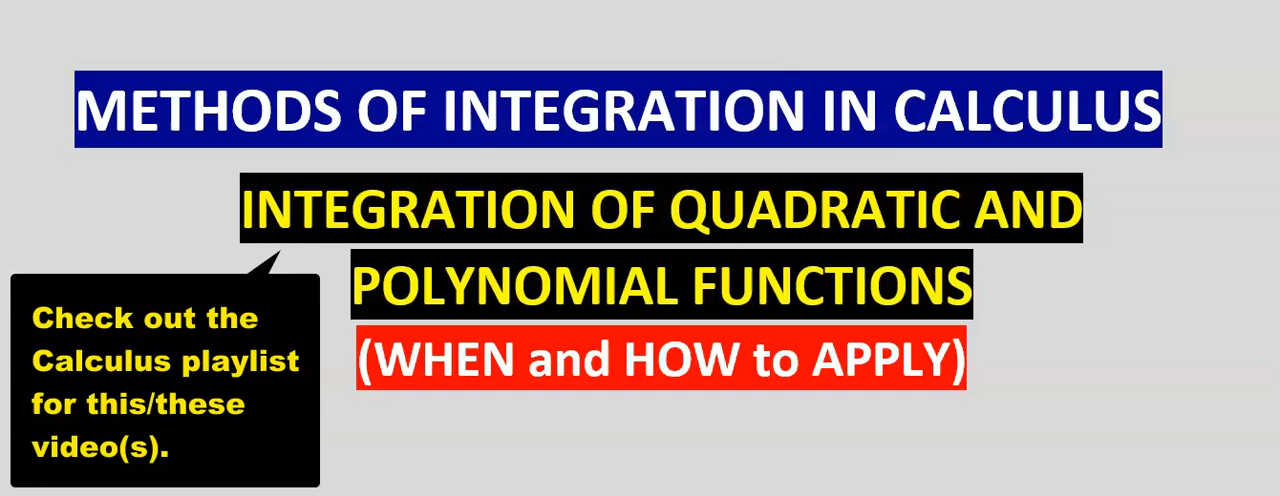 METHODS OF INTEGRATION IN CALCULUS
INTEGRATION OF QUADRATIC AND
POLYNOMIAL FUNCTIONS
(WHEN and HOW to APPLY)
Check out the
Calculus playlist
for this/these
video(s).